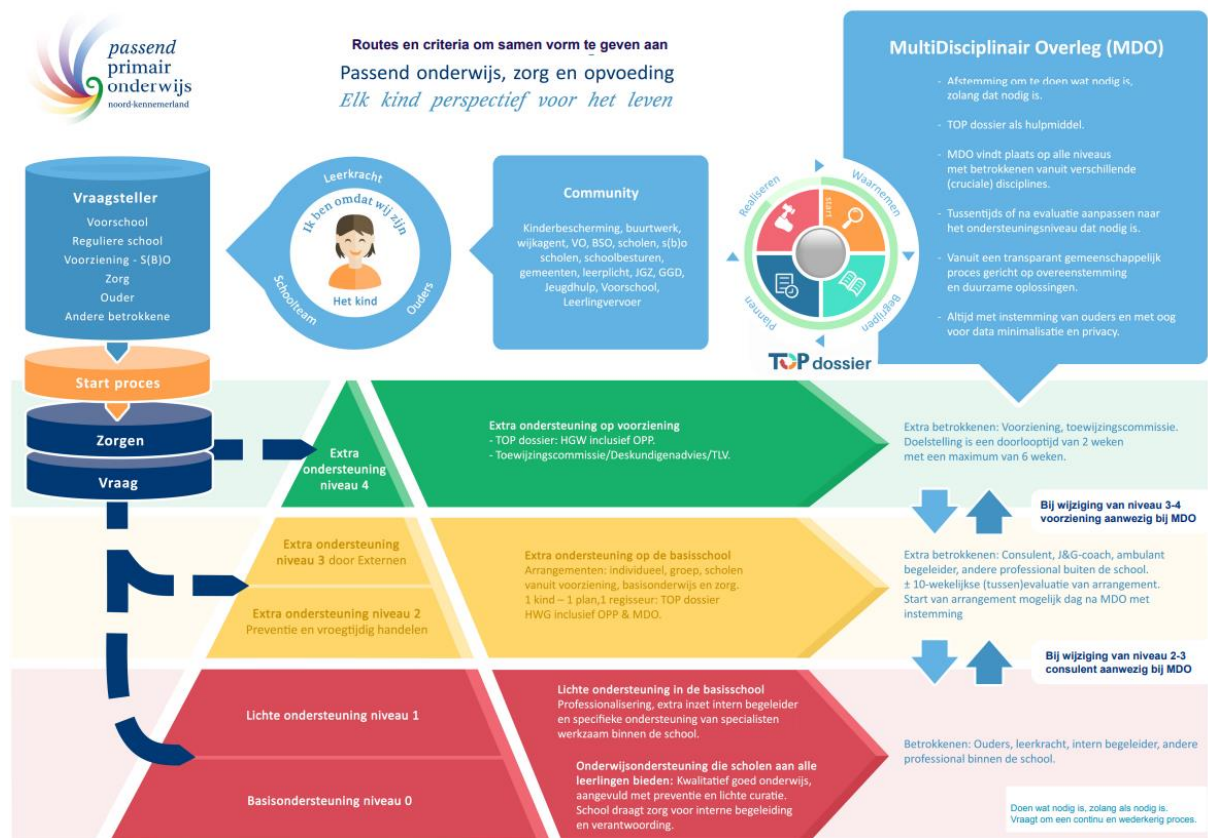 passend
primair
onderwijs
noord-kennemerland
Routes en criteria om samen vorm te geven aan
Passend onderwijs, zorg en opvoeding
Elk kind perspectief voor het leven
MultiDisciplinair Overleg (MDO)
- Afstemming om te doen wat nodig is,
zolang dat nodig is.
- TOP dossier als hulpmiddel.
- MDO vindt plaats op alle niveaus
met betrokkenen vanuit verschillende
(cruciale) disciplines.
- Tussentijds of na evaluatie aanpassen naar
het ondersteuningsniveau dat nodig is.
- Vanuit een transparant gemeenschappelijk
proces gericht op overeenstemming
en duurzame oplossingen.
- Altijd met instemming van ouders en met oog
voor data minimalisatie en privacy.
Vraagsteller
Voorschool
Reguliere school
Voorziening - S(B)O
Zorg
Ouder
Andere betrokkene
Leerkracht
Ik ben omdat wij zijn
Het kind
Schoolteam
Ouders
Community
Kinderbescherming, buurtwerk,
wijkagent, VO, BSO, scholen, s(b)o
scholen, schoolbesturen,
gemeenten, leerplicht, JGZ, GGD,
Jeugdhulp, Voorschool,
Leerlingvervoer
Realiseren
Waarnemen
start
Plannen
Begrijpen
TOP dossier
Start proces
Zorgen
Vraag
Extra
ondersteuning
niveau 4
Extra ondersteuning op voorziening
- TOP dossier: HGW inclusief OPP.
- Toewijzingscommissie/Deskundigenadvies/TLV.
Extra betrokkenen: Voorziening, toewijzingscommissie.
Doelstelling is een doorlooptijd van 2 weken
met een maximum van 6 weken.
Bij wijziging van niveau 3-4
voorziening aanwezig bij MDO
Extra ondersteuning
niveau 3 door Externen
Extra ondersteuning niveau 2
Preventie en vroegtijdig handelen
Extra ondersteuning op de basisschool
Arrangementen: individueel, groep, scholen
vanuit voorziening, basisonderwijs en zorg.
1 kind – 1 plan,1 regisseur: TOP dossier
HWG inclusief OPP & MDO.
Extra betrokkenen: Consulent, J&G-coach, ambulant
begeleider, andere professional buiten de school.
± 10-wekelijkse (tussen)evaluatie van arrangement.
Start van arrangement mogelijk dag na MDO met
instemming
Bij wijziging van niveau 2-3
consulent aanwezig bij MDO
Lichte ondersteuning niveau 1
Lichte ondersteuning in de basisschool
Professionalisering, extra inzet intern begeleider
en specifieke ondersteuning van specialisten
werkzaam binnen de school.
Basisondersteuning niveau 0
Onderwijsondersteuning die scholen aan alle
leerlingen bieden: Kwalitatief goed onderwijs,
aangevuld met preventie en lichte curatie.
School draagt zorg voor interne begeleiding
en verantwoording.
Betrokkenen: Ouders, leerkracht, intern begeleider, andere
professional binnen de school.
Doen wat nodig is, zolang als nodig is.
Vraagt om een continu en wederkerig proces.